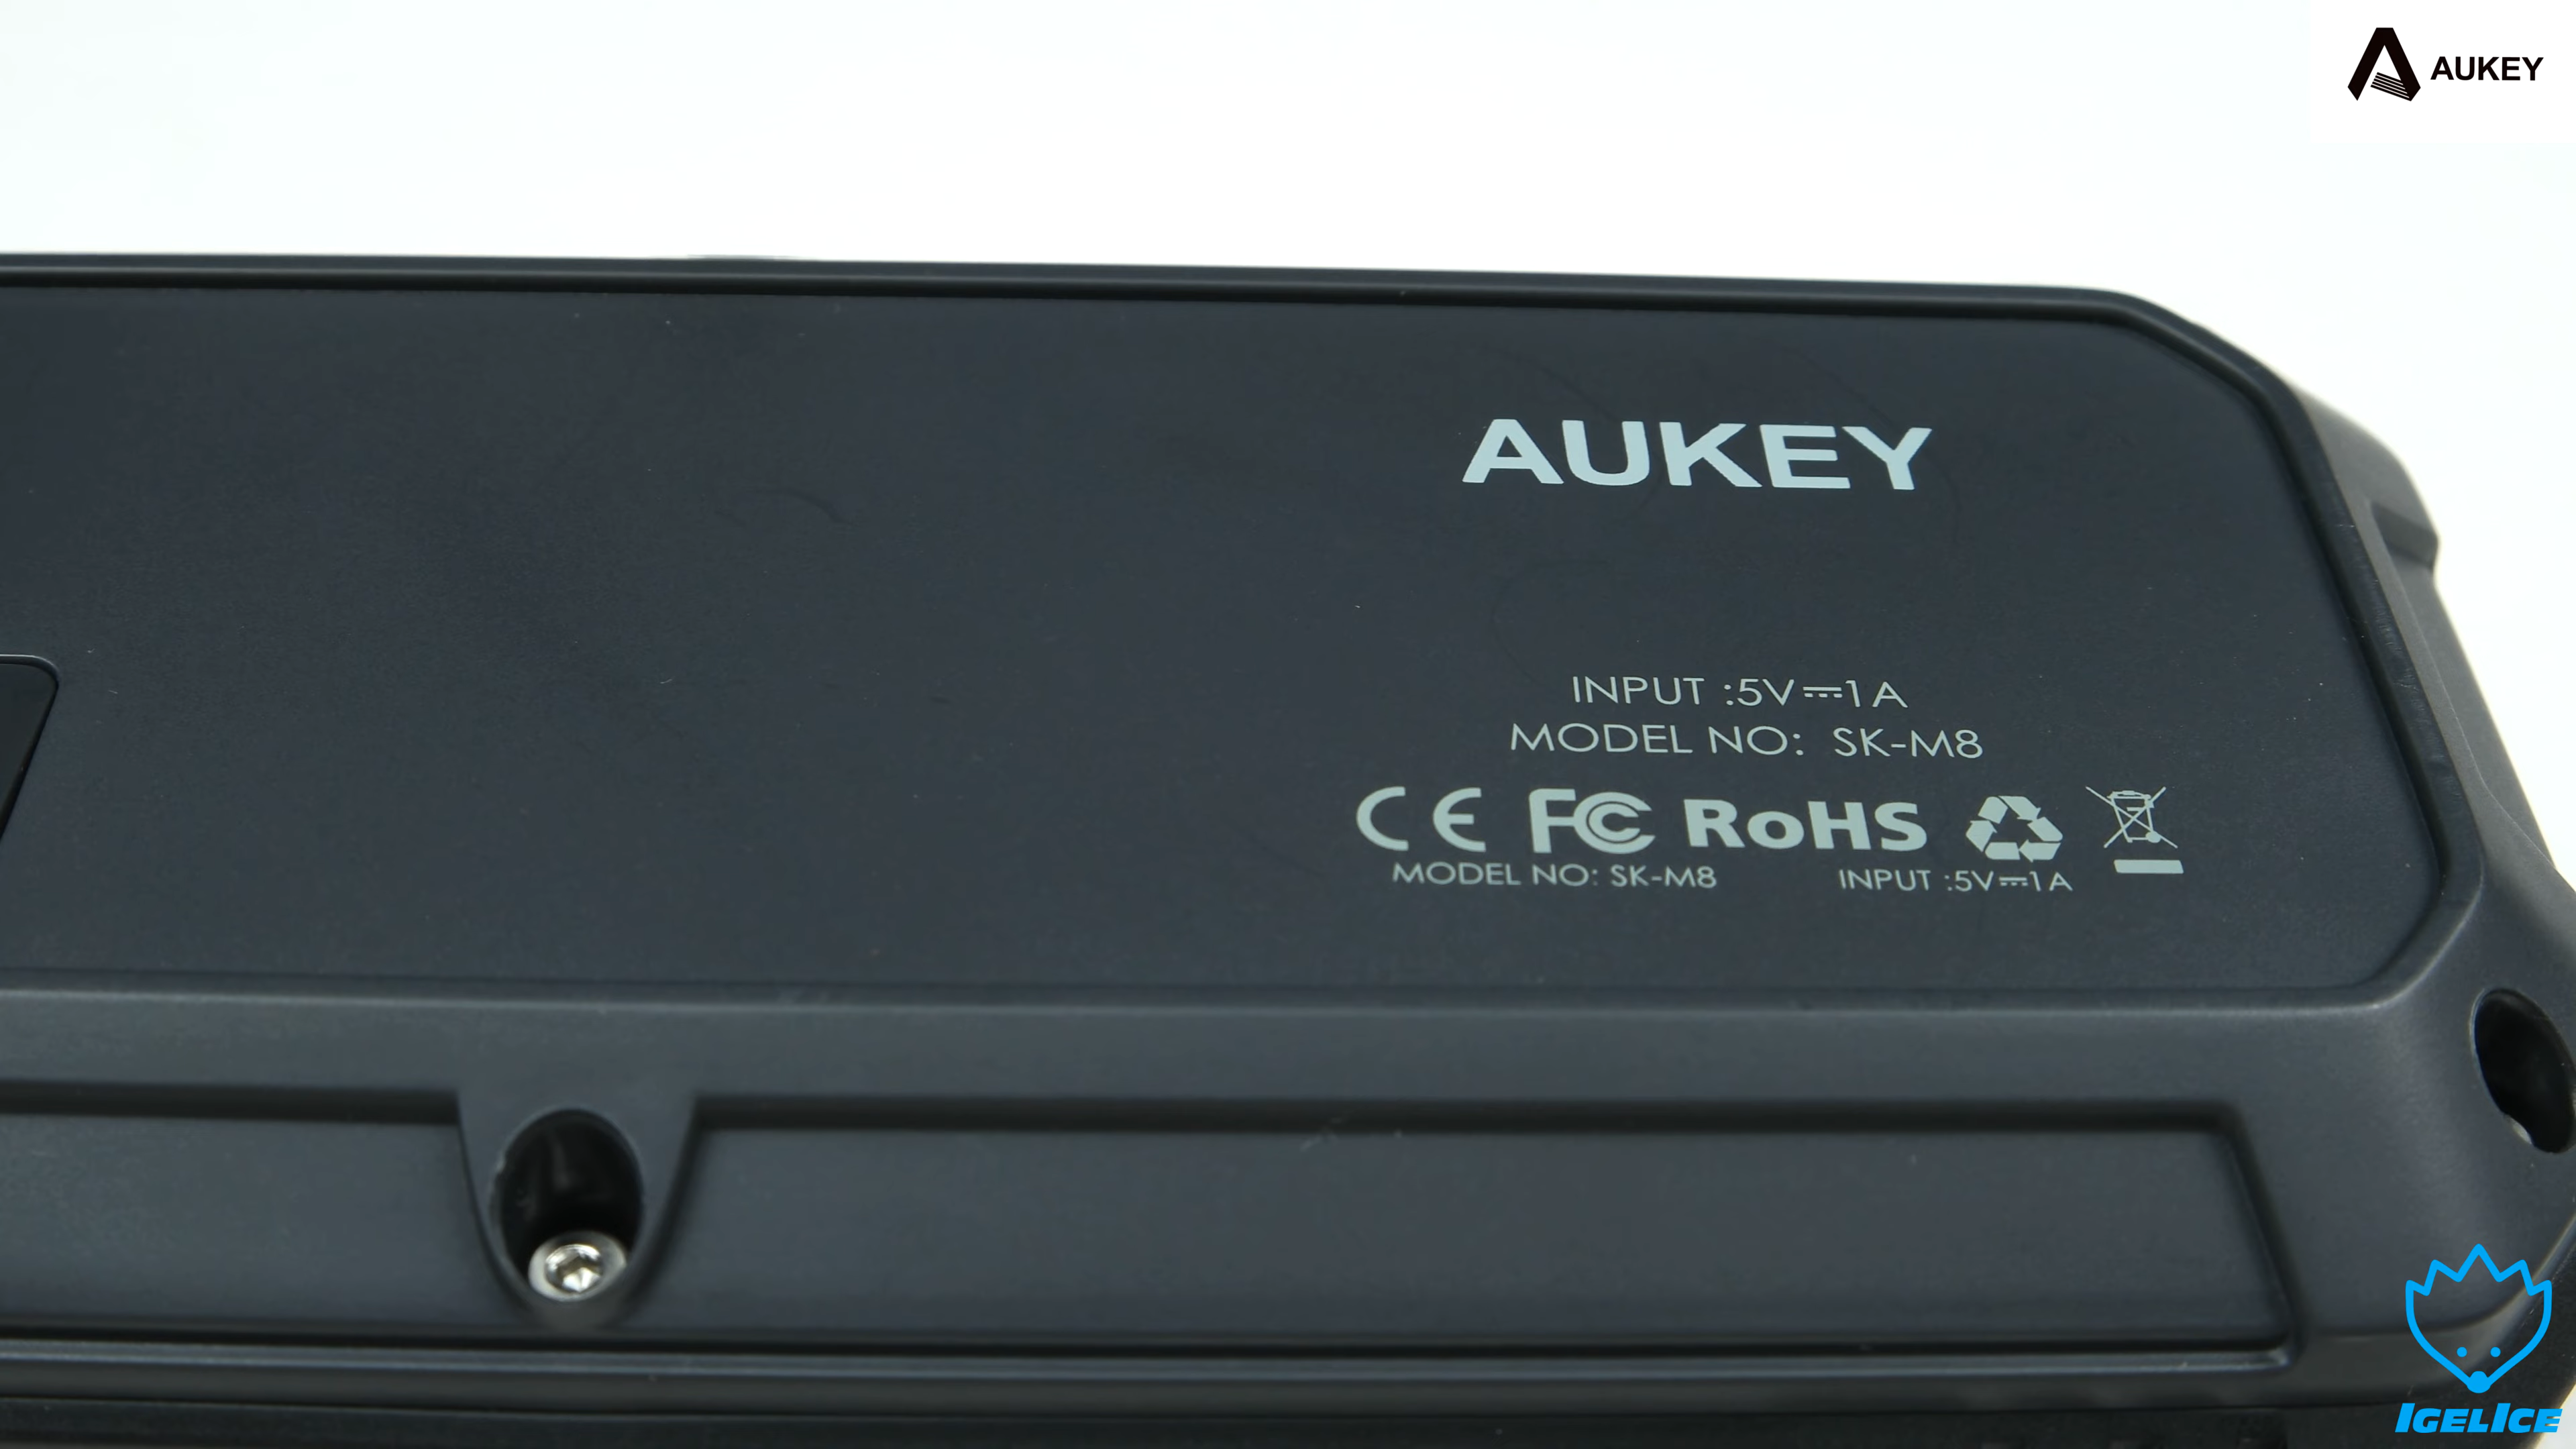 AUKEY
AUKEY
INPUT :5V⎓1A
MODEL NO: SK-M8
CE FC RoHS
MODEL NO: SK-M8 INPUT :5V⎓1A
IGELICE